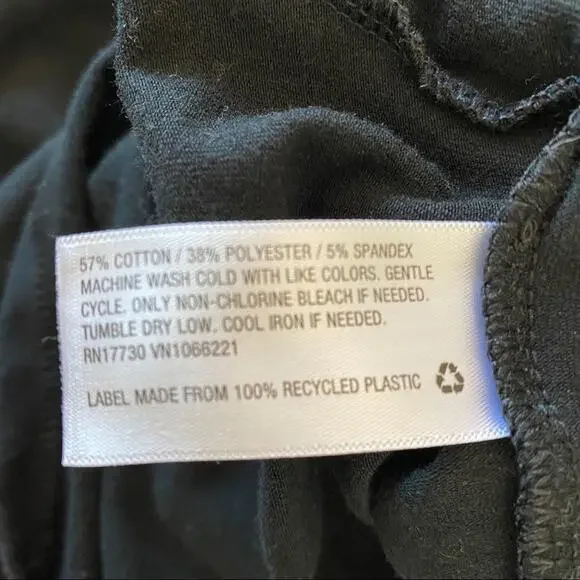 57% COTTON / 38% POLYESTER / 5% SPANDEX
MACHINE WASH COLD WITH LIKE COLORS. GENTLE
CYCLE. ONLY NON-CHLORINE BLEACH IF NEEDED.
TUMBLE DRY LOW. COOL IRON IF NEEDED.
RN17730 VN1066221
LABEL MADE FROM 100% RECYCLED PLASTIC